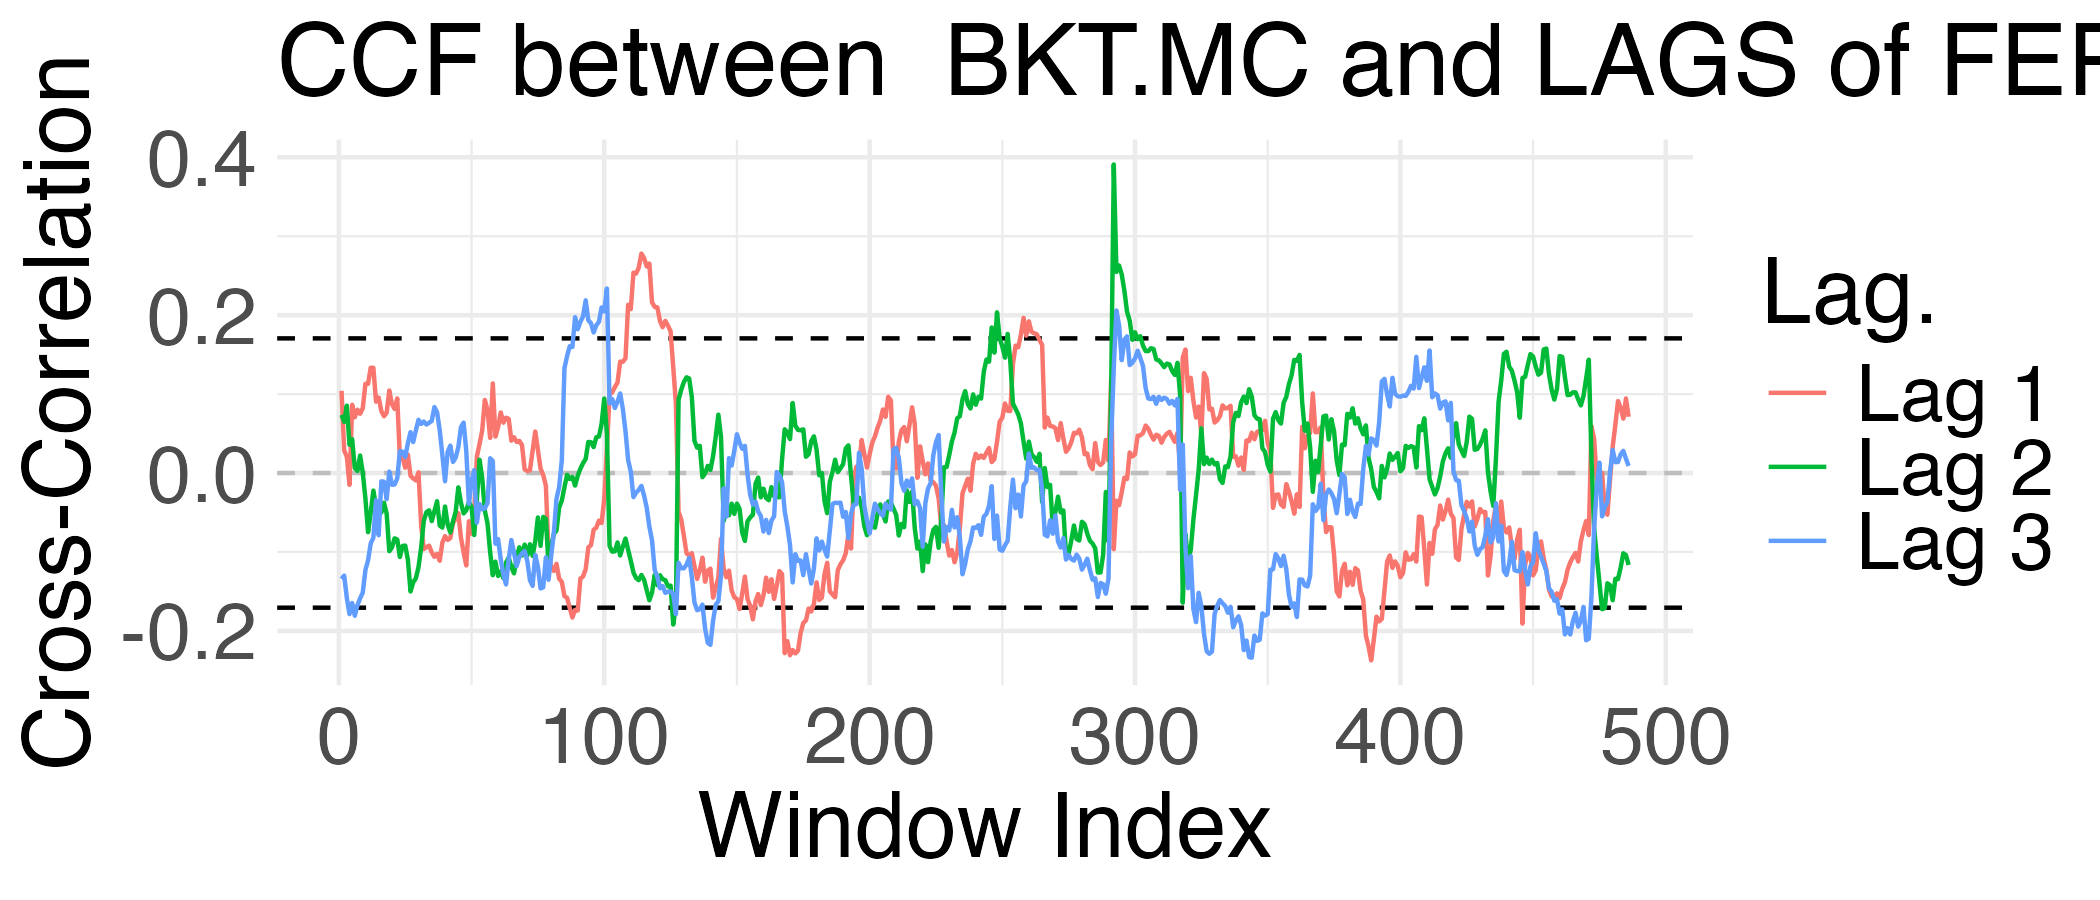 CCF between  BKT.MC and LAGS of FER
Cross-Correlation
0.4
0.2
0.0
-0.2
0 100 200 300 400 500
Window Index
Lag.
Lag 1
Lag 2
Lag 3